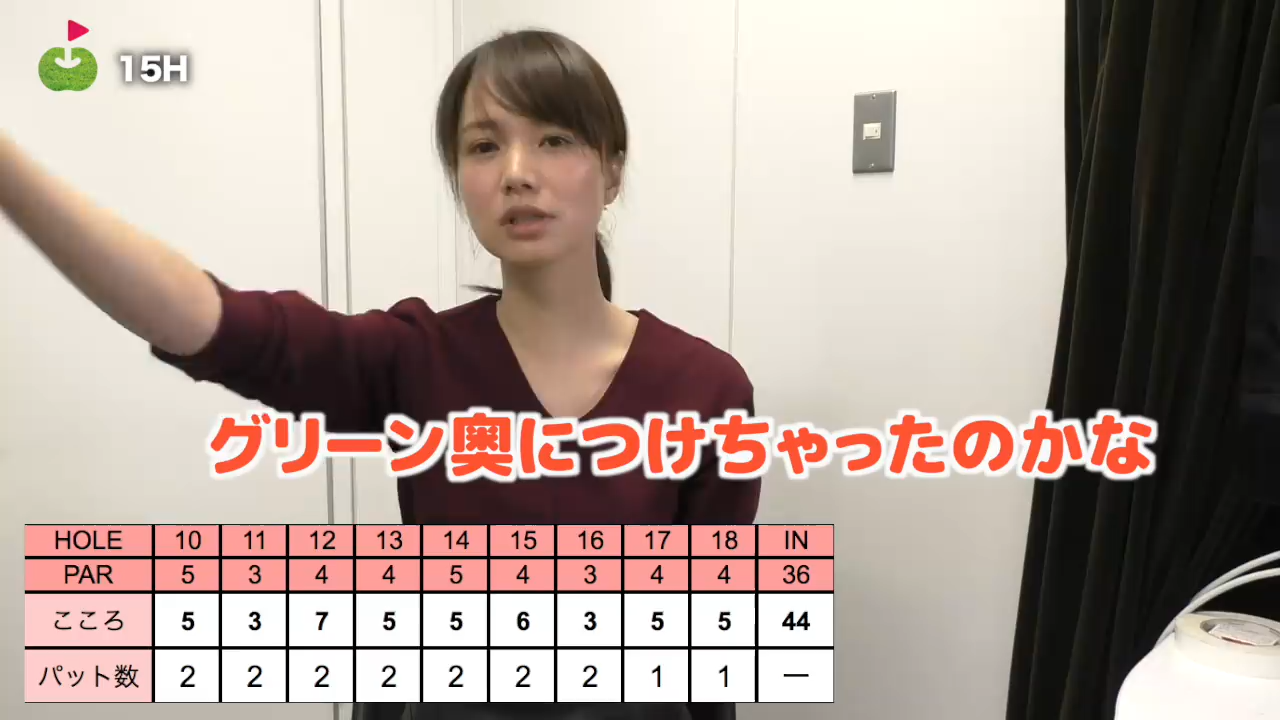 15H
グリーン奥につけちゃったのかな
HOLE 10 11 12 13 14 15 16 17 18 IN
PAR 5 3 4 4 5 4 3 4 4 36
こころ 5 3 7 5 5 6 3 5 5 44
パット数 2 2 2 2 2 2 2 1 1 —